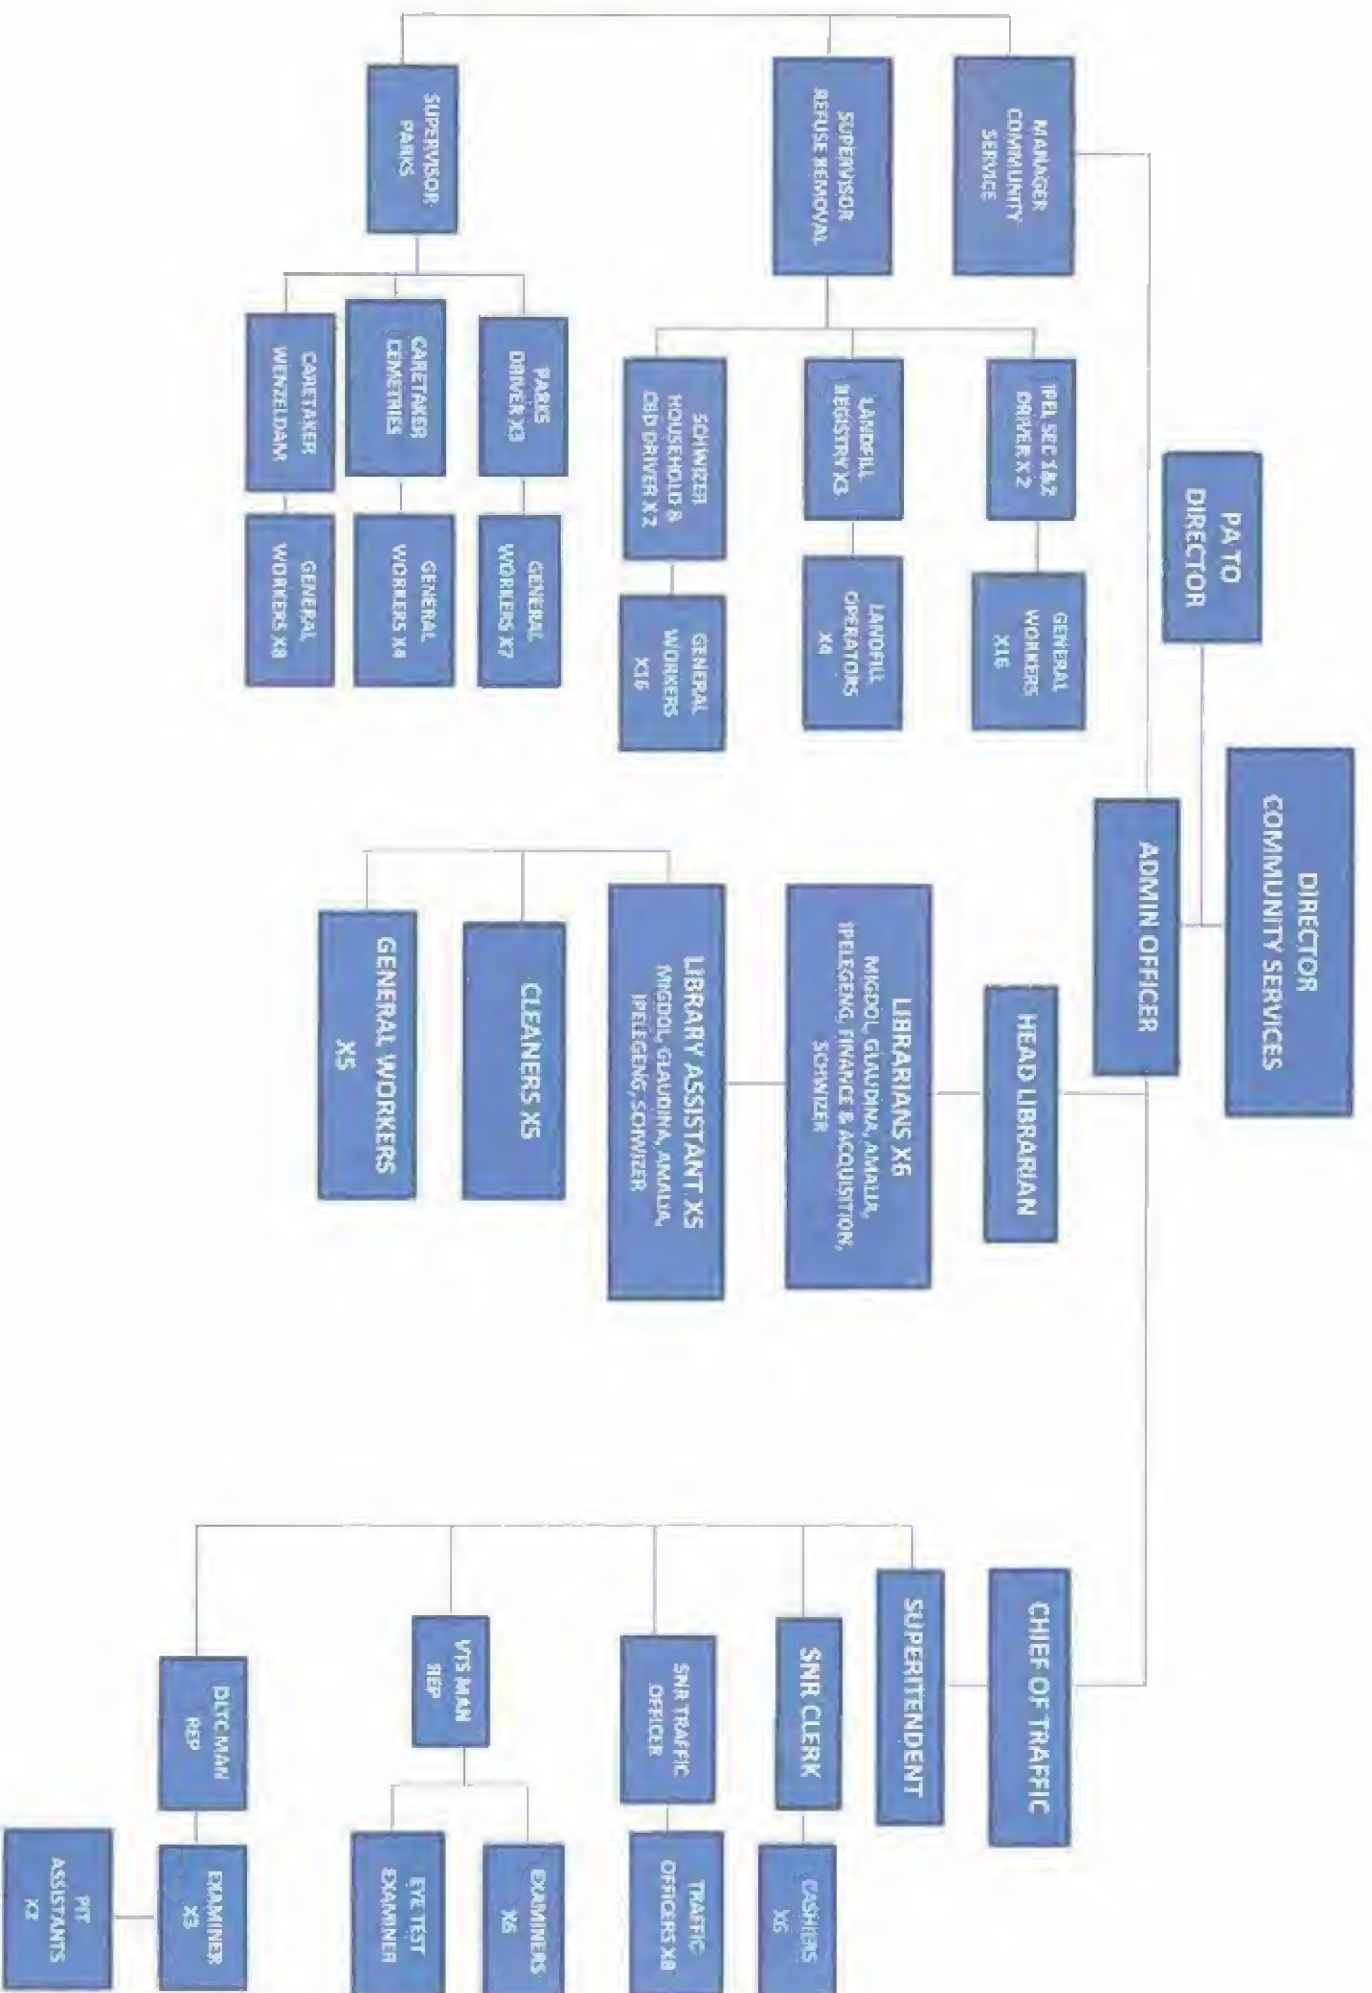 DIRECTOR
COMMUNITY SERVICES
PA TO
DIRECTOR
ADMIN OFFICER
MANAGER
COMMUNITY
SERVICE
SUPERVISOR
REFUSE REMOVAL
IPEL SEC 1&2
DRIVER X 2
GENERAL
WORKERS
X16
LANDFILL
REGISTRY X3
LANDFILL
OPERATORS
X4
SCHWIZER
HOUSEHOLD &
CBD DRIVER X 2
GENERAL
WORKERS
X16
SUPERVISOR
PARKS
PARKS
DRIVER X3
GENERAL
WORKERS X7
CARETAKER
CEMETRIES
GENERAL
WORKERS X4
CARETAKER
WENZELDAM
GENERAL
WORKERS X8
HEAD LIBRARIAN
LIBRARIANS X6
MIGDOL, GLAUDINA, AMALIA,
IPELEGENG, FINANCE & ACQUISITION,
SCHWIZER
LIBRARY ASSISTANT X5
MIGDOL, GLAUDINA, AMALIA,
IPELEGENG, SCHWIZER
CLEANERS X5
GENERAL WORKERS
X5
CHIEF OF TRAFFIC
SUPERITENDENT
SNR CLERK
CASHIERS
X6
SNR TRAFFIC
OFFICER
TRAFFIC
OFFICERS X8
VTS MAN
REP
EXAMINERS
X6
EYE TEST
EXAMINER
MAN
REP
EXAMINER
X3
PIT
ASSISTANTS